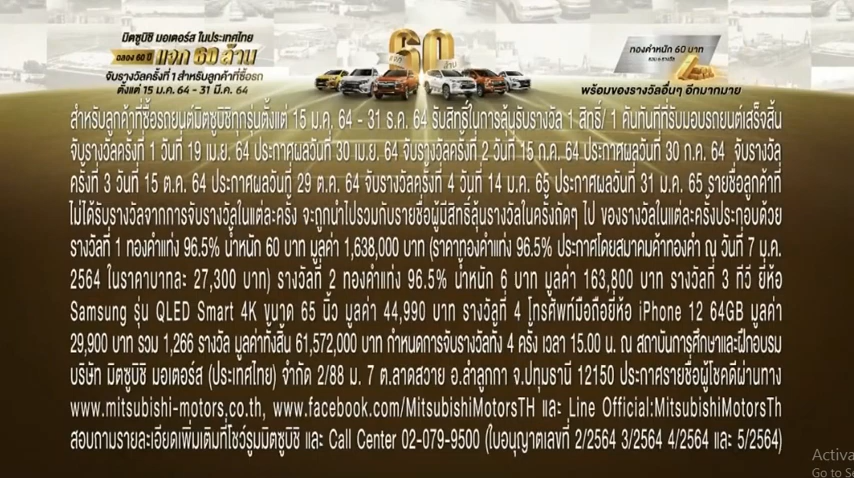 มิตซูบิชิ มอเตอร์ส ในประเทศไทย
ฉลอง 60 ปี แจก 60 ล้าน
จับรางวัลครั้งที่ 1 สำหรับลูกค้าที่ซื้อรถ
ตั้งแต่ 15 ม.ค. 64 - 31 มี.ค. 64
60
แจก ล้าน
ทองคำหนัก 60 บาท
พร้อมของรางวัลอื่นๆ อีกมากมาย
สำหรับลูกค้าที่ซื้อรถยนต์มิตซูบิชิทุกรุ่นตั้งแต่ 15 ม.ค. 64 - 31 ธ.ค. 64 รับสิทธิ์ในการลุ้นรับรางวัล 1 สิทธิ์/ 1 คันทันทีที่รับมอบรถยนต์เสร็จสิ้น
จับรางวัลครั้งที่ 1 วันที่ 19 เม.ย. 64 ประกาศผลวันที่ 30 เม.ย. 64 จับรางวัลครั้งที่ 2 วันที่ 15 ก.ค. 64 ประกาศผลวันที่ 30 ก.ค. 64 จับรางวัล
ครั้งที่ 3 วันที่ 15 ต.ค. 64 ประกาศผลวันที่ 29 ต.ค. 64 จับรางวัลครั้งที่ 4 วันที่ 14 ม.ค. 65 ประกาศผลวันที่ 31 ม.ค. 65 รายชื่อลูกค้าที่
ไม่ได้รับรางวัลจากการจับรางวัลในแต่ละครั้ง จะถูกนำไปรวมกับรายชื่อผู้มีสิทธิ์ลุ้นรางวัลในครั้งถัดๆ ไป ของรางวัลในแต่ละครั้งประกอบด้วย
รางวัลที่ 1 ทองคำแท่ง 96.5% น้ำหนัก 60 บาท มูลค่า 1,638,000 บาท (ราคาทองคำแท่ง 96.5% ประกาศโดยสมาคมค้าทองคำ ณ วันที่ 7 ม.ค.
2564 ในราคาบาทละ 27,300 บาท) รางวัลที่ 2 ทองคำแท่ง 96.5% น้ำหนัก 6 บาท มูลค่า 163,800 บาท รางวัลที่ 3 ทีวี ยี่ห้อ
Samsung รุ่น QLED Smart 4K ขนาด 65 นิ้ว มูลค่า 44,990 บาท รางวัลที่ 4 โทรศัพท์มือถือยี่ห้อ iPhone 12 64GB มูลค่า
29,900 บาท รวม 1,266 รางวัล มูลค่าทั้งสิ้น 61,572,000 บาท กำหนดการจับรางวัลทั้ง 4 ครั้ง เวลา 15.00 น. ณ สถาบันการศึกษาและฝึกอบรม
บริษัท มิตซูบิชิ มอเตอร์ส (ประเทศไทย) จำกัด 2/88 ม. 7 ต.ลาดสวาย อ.ลำลูกกา จ.ปทุมธานี 12150 ประกาศรายชื่อผู้โชคดีผ่านทาง
www.mitsubishi-motors.co.th, www.facebook.com/MitsubishiMotorsTH และ Line Official:MitsubishiMotorsTh
สอบถามรายละเอียดเพิ่มเติมที่โชว์รูมมิตซูบิชิ และ Call Center 02-079-9500 (ใบอนุญาตเลขที่ 2/2564 3/2564 4/2564 และ 5/2564)
Activa
Go to Se